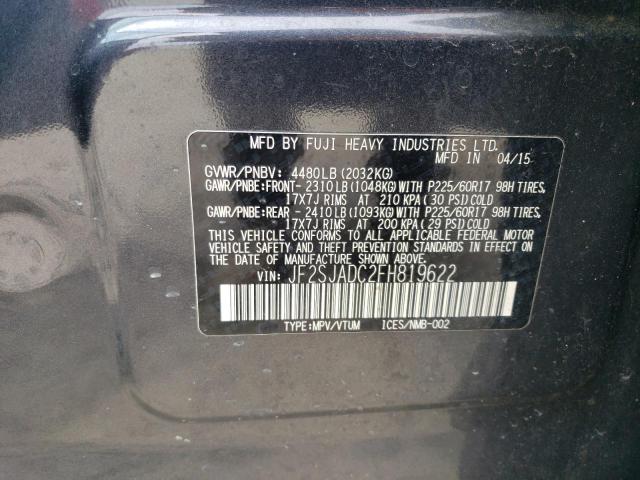 MFD BY FUJI HEAVY INDUSTRIES LTD.
MFD IN 04/15
GVWR/PNBV: 4480LB (2032KG)
GAWR/PNBE: FRONT- 2310LB (1048KG) WITH P225/60R17 98H TIRES,
17X7J RIMS AT 210 KPA (30 PSI) COLD
GAWR/PNBE: REAR - 2410LB (1093KG) WITH P225/60R17 98H TIRES,
17X7J RIMS AT 200 KPA (29 PSI) COLD
THIS VEHICLE CONFORMS TO ALL APPLICABLE FEDERAL MOTOR
VEHICLE SAFETY AND THEFT PREVENTION STANDARDS IN EFFECT ON
THE DATE OF MANUFACTURE SHOWN ABOVE.
VIN: JF2SJADC2FH819622
TYPE: MPV/VTUM ICES/NMB-002